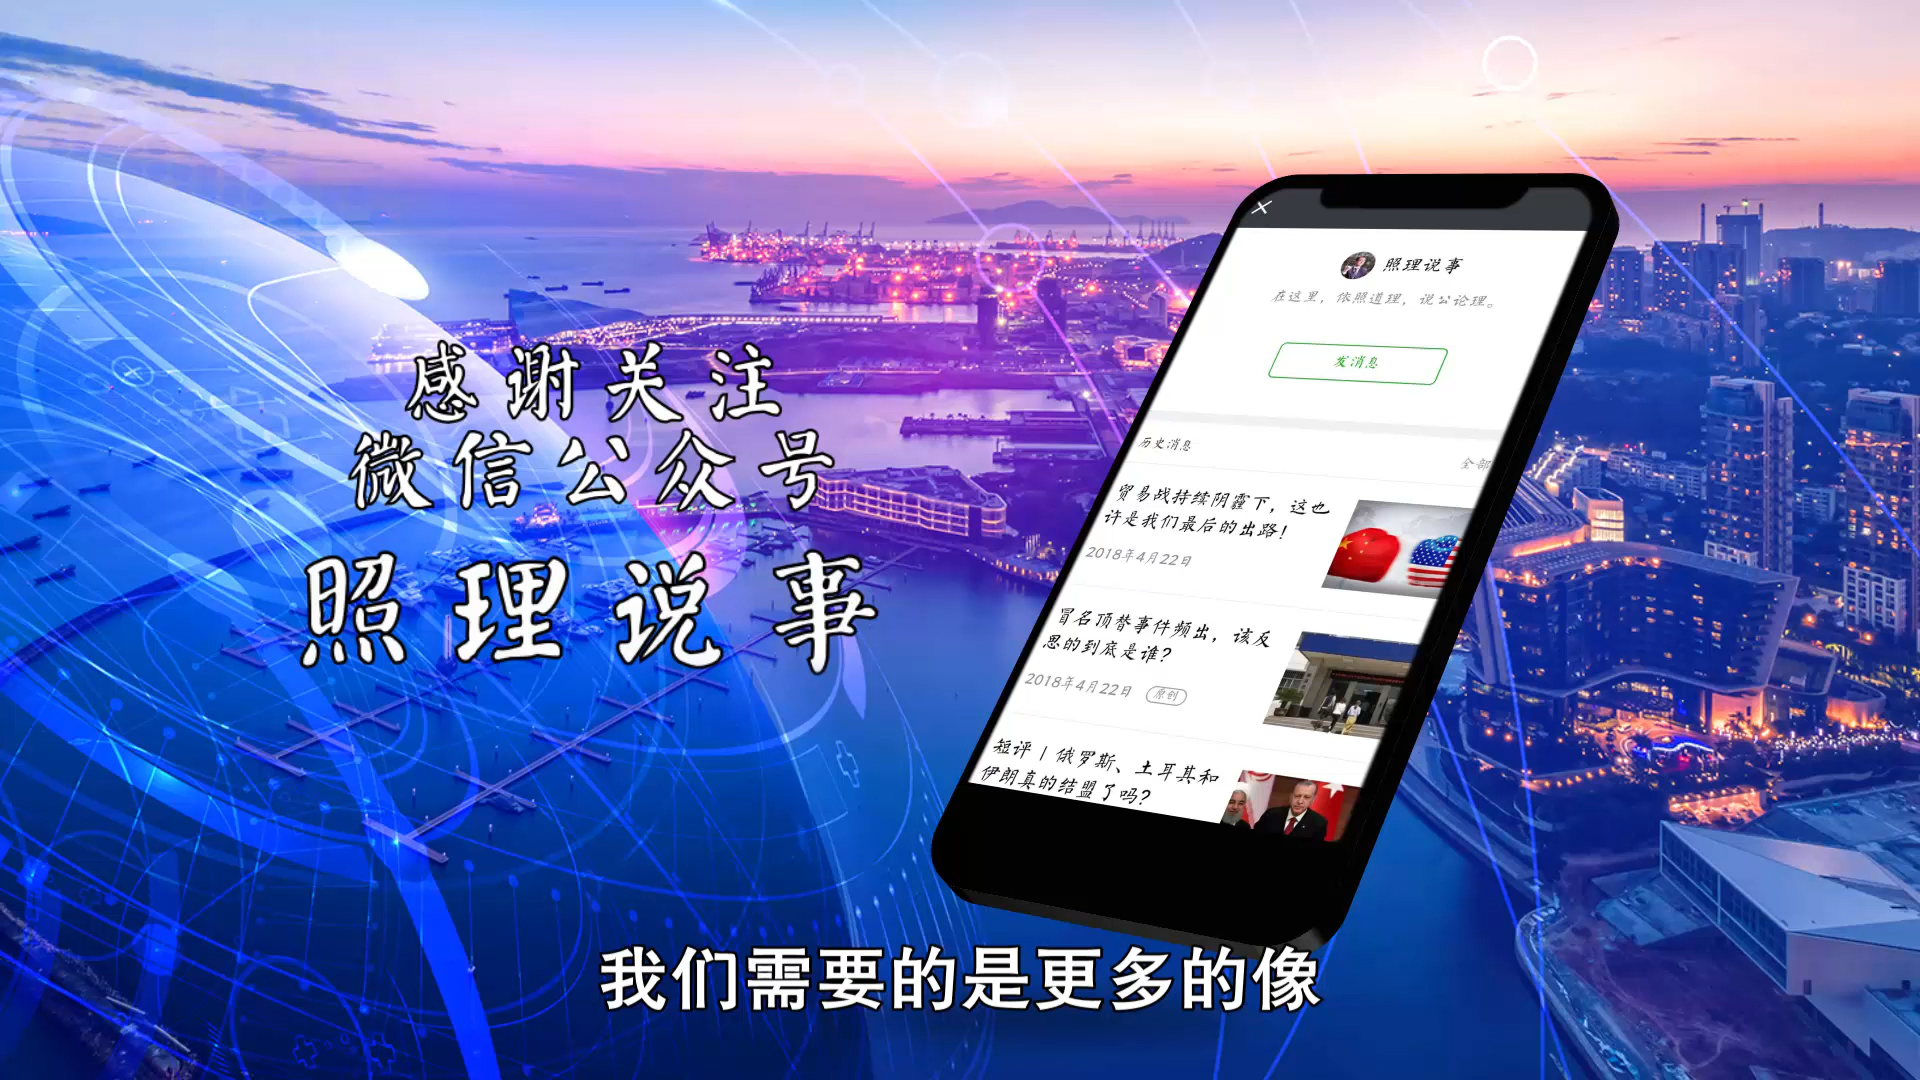 感谢关注
微信公众号
照理说事
照理说事
在这里，依照道理，说公论理。
发消息
历史消息
全部
贸易战持续阴霾下，这也
许是我们最后的出路！
2018年4月22日
冒名顶替事件频出，该反
思的到底是谁？
2018年4月22日
原创
短评 | 俄罗斯、土耳其和
伊朗真的结盟了吗？
我们需要的是更多的像